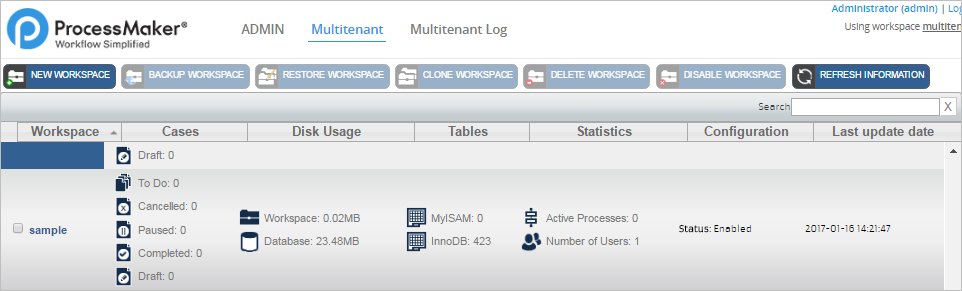 ProcessMaker®
Workflow Simplified
ADMIN Multitenant Multitenant Log
Administrator (admin) |
Using workspace
NEW WORKSPACE BACKUP WORKSPACE RESTORE WORKSPACE CLONE WORKSPACE DELETE WORKSPACE DISABLE WORKSPACE REFRESH INFORMATION
Search X
Workspace Cases Disk Usage Tables Statistics Configuration Last update date
Draft: 0
To Do: 0
Cancelled: 0
Paused: 0
Completed: 0
Draft: 0
sample
Workspace: 0.02MB
Database: 23.48MB
MyISAM: 0
InnoDB: 423
Active Processes: 0
Number of Users: 1
Status: Enabled
2017-01-16 14:21:47